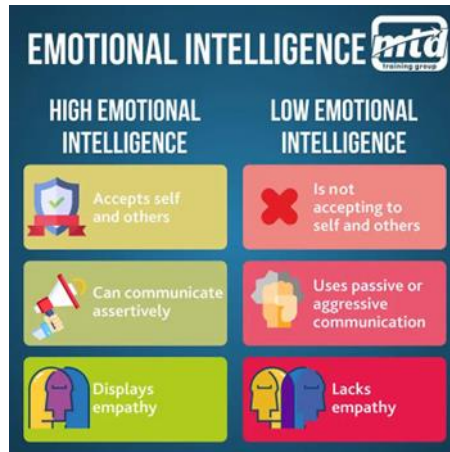 EMOTIONAL INTELLIGENCE
mtd
training group
HIGH EMOTIONAL
INTELLIGENCE
LOW EMOTIONAL
INTELLIGENCE
Accepts self
and others
Is not
accepting to
self and others
Can communicate
assertively
Uses passive or
aggressive
communication
Displays
empathy
Lacks
empathy